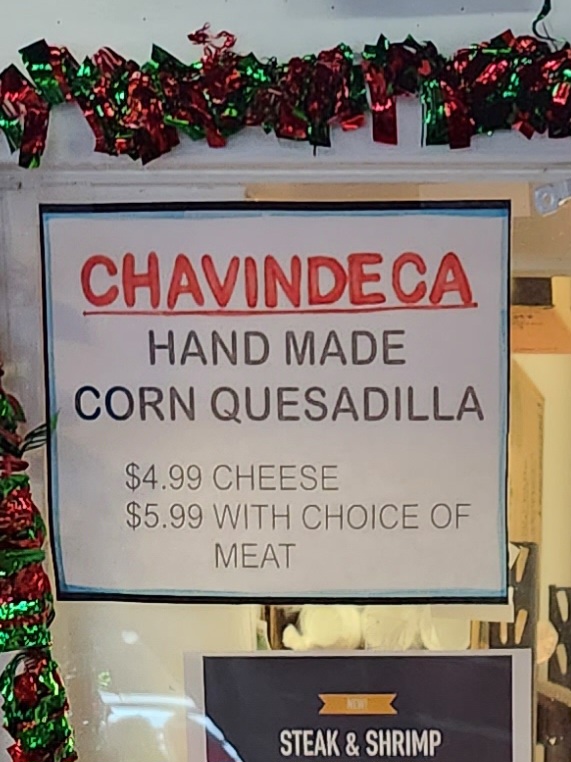 CHAVINDECA
HAND MADE
CORN QUESADILLA
$4.99 CHEESE
$5.99 WITH CHOICE OF
MEAT
NEW!
STEAK & SHRIMP